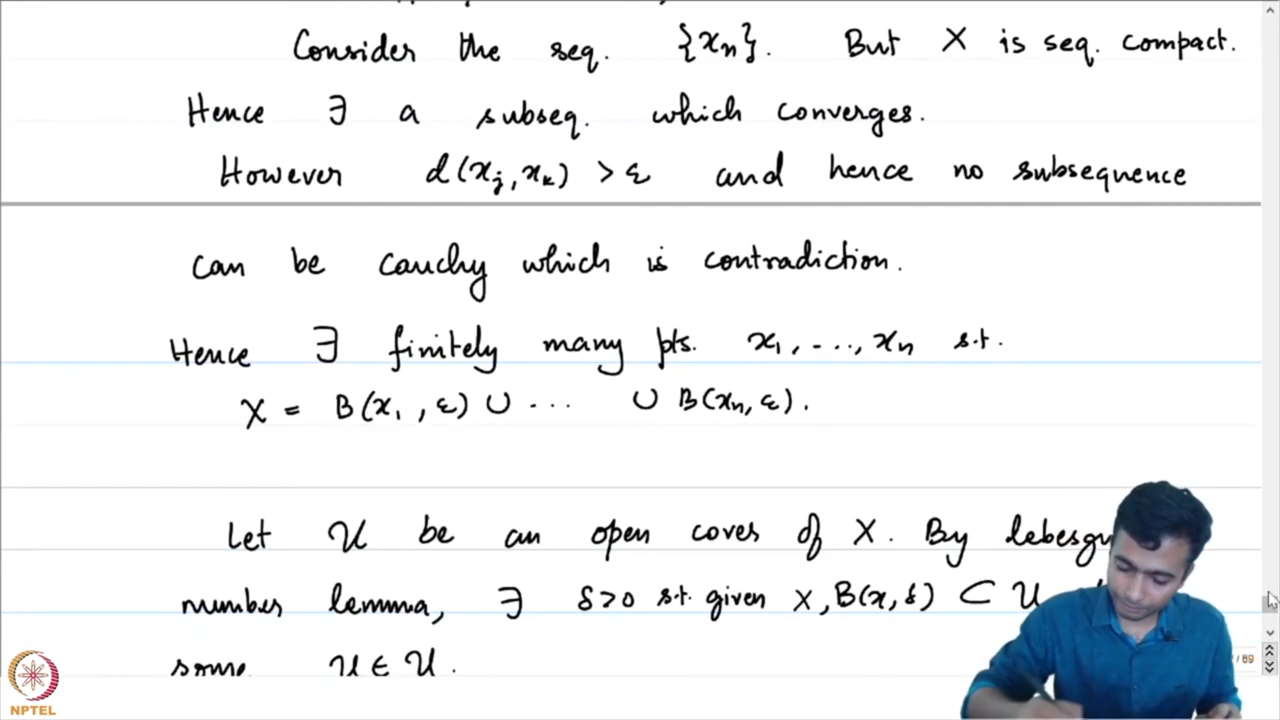 Consider the seq. {xₙ}. But X is seq. compact.
Hence ∃ a subseq. which converges.
However d(xⱼ, xₖ) > ε and hence no subsequence
can be cauchy which is contradiction.
Hence ∃ finitely many pts. x₁, ..., xₙ s.t.
X = B(x₁, ε) ∪ ... ∪ B(xₙ, ε).
Let 𝒰 be an open cover of X. By
number lemma, ∃ δ>0 s.t. given x, B(x, δ) ⊂ U
some U ∈ 𝒰.
/ 69
NPTEL